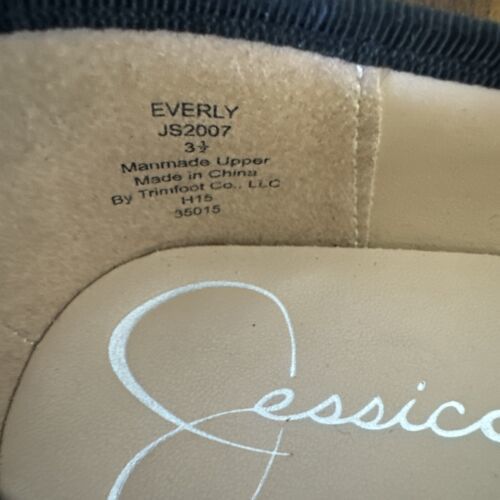 EVERLY
JS2007
3½
Manmade Upper
Made in China
By Trimfoot Co., LLC
H15
35015
Jessica